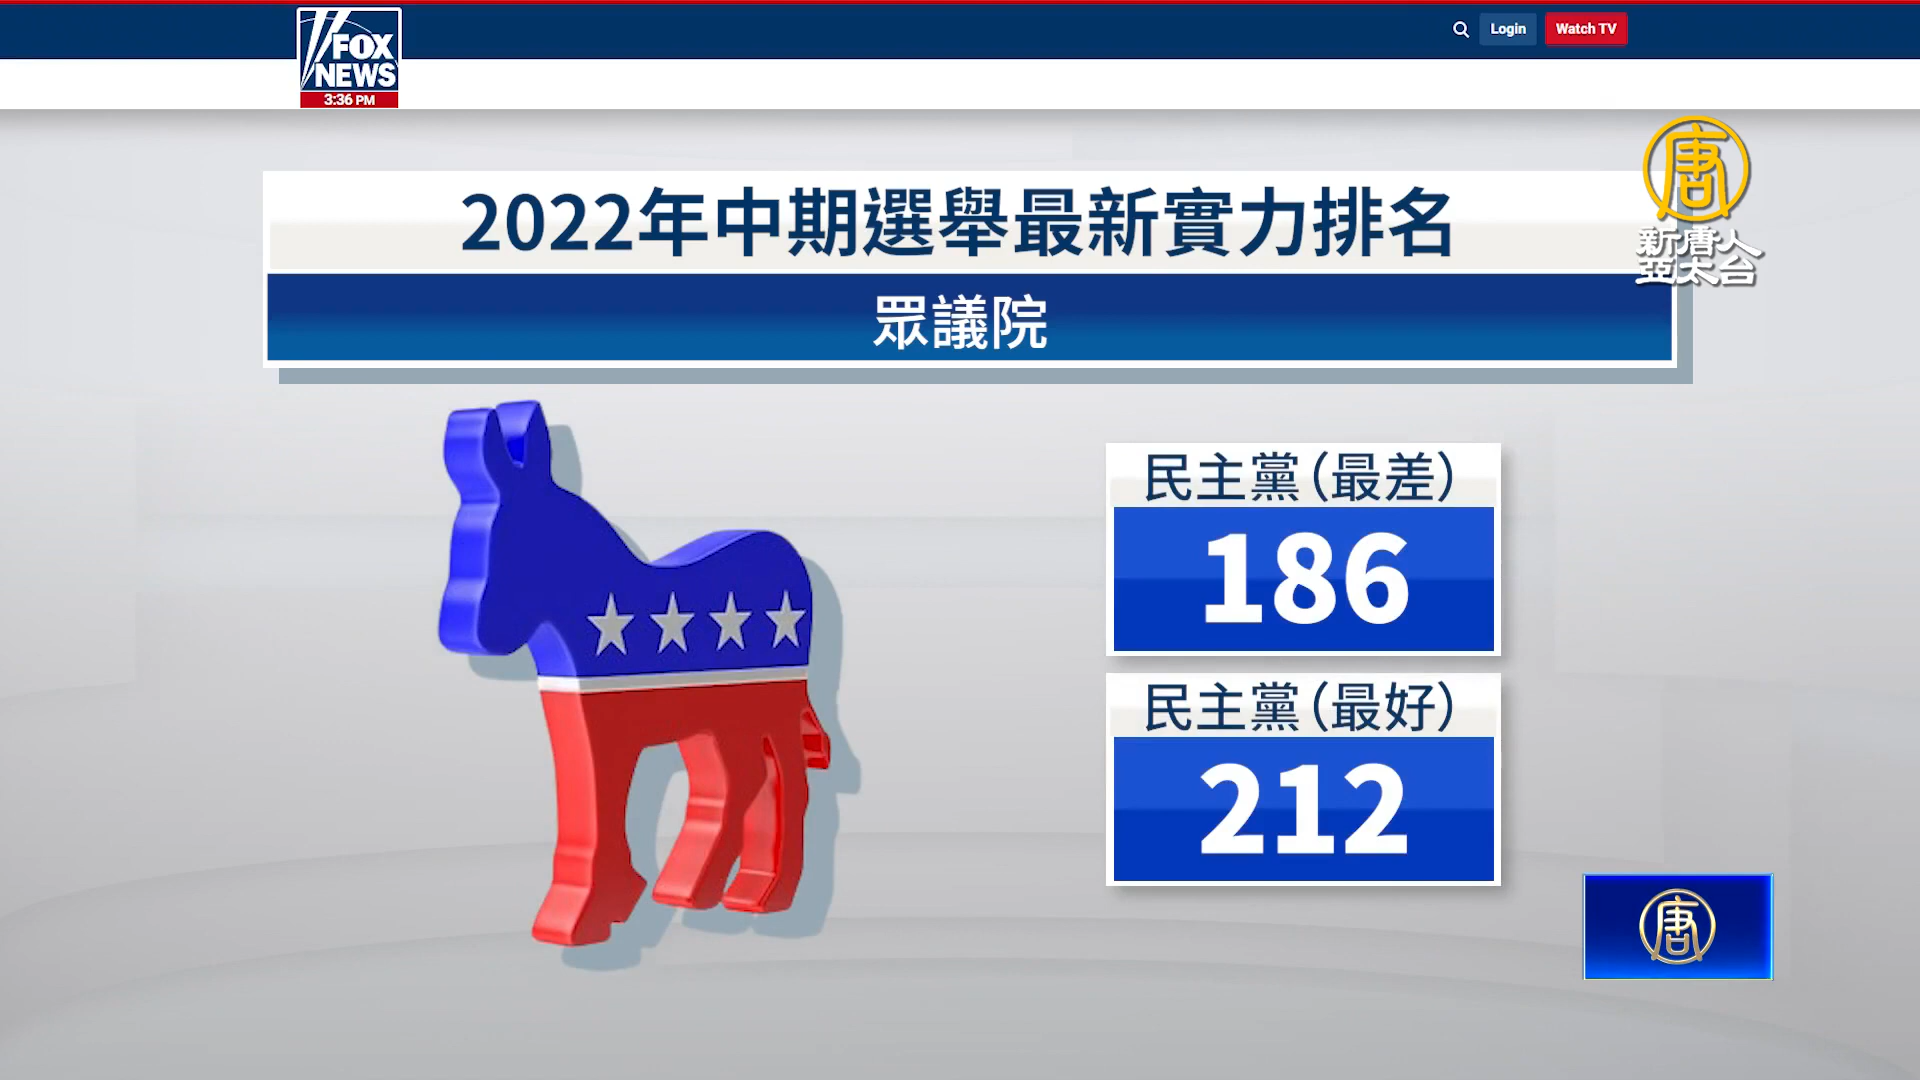 Login
Watch TV
FOX
NEWS
3:36 PM
唐
新唐人
亞太台
2022年中期選舉最新實力排名
眾議院
民主黨(最差)
186
民主黨(最好)
212
唐